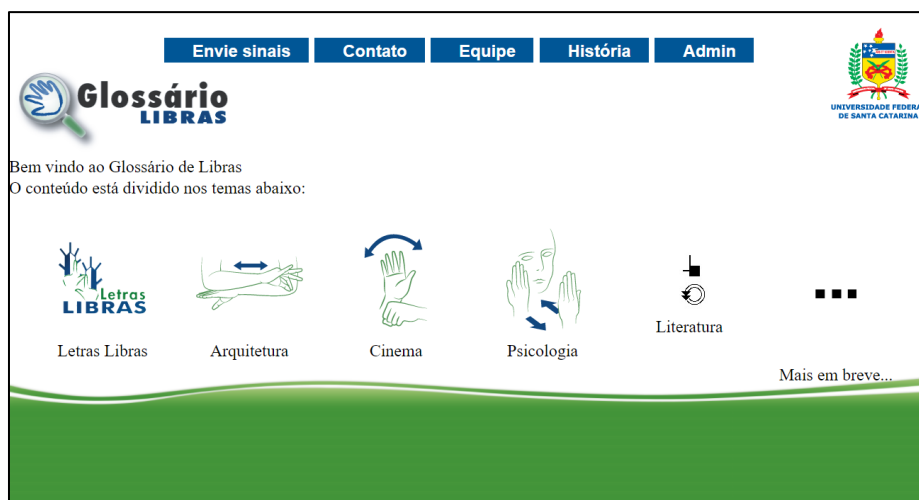 Envie sinais
Contato
Equipe
História
Admin
Glossário
LIBRAS
UNIVERSIDADE FEDERA
DE SANTA CATARINA
Bem vindo ao Glossário de Libras
O conteúdo está dividido nos temas abaixo:
Letras
LIBRAS
Letras Libras
Arquitetura
Cinema
Psicologia
Literatura
Mais em breve...